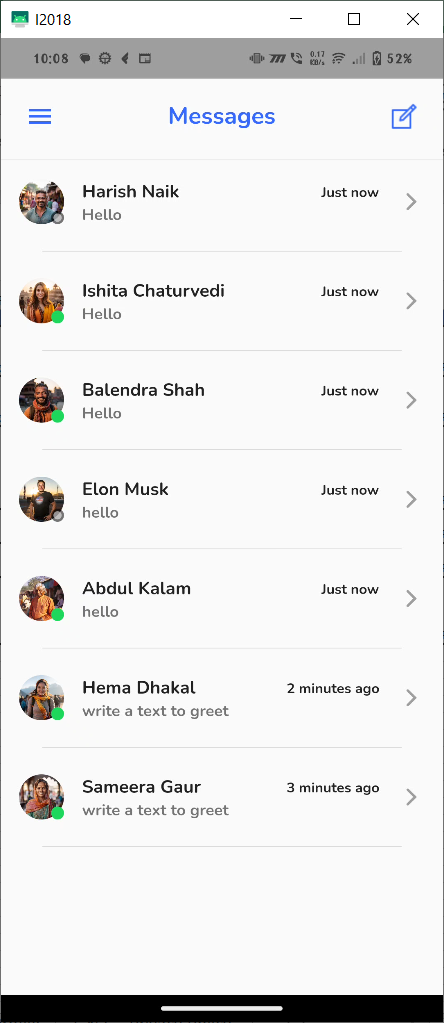 I2018
10:08 0.17 KB/s 52%
Messages
Harish Naik Just now
Hello
Ishita Chaturvedi Just now
Hello
Balendra Shah Just now
Hello
Elon Musk Just now
hello
Abdul Kalam Just now
hello
Hema Dhakal 2 minutes ago
write a text to greet
Sameera Gaur 3 minutes ago
write a text to greet